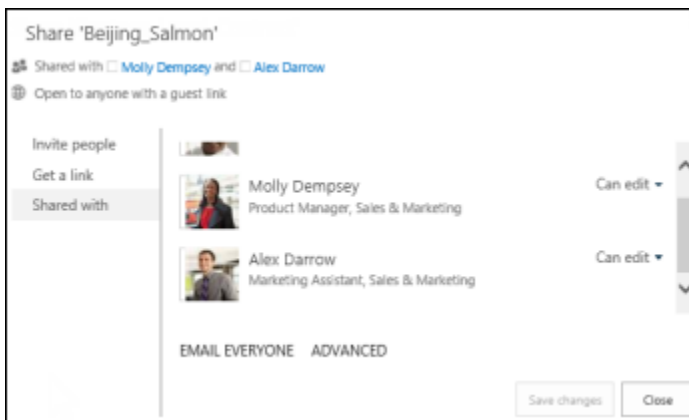 Share 'Beijing_Salmon'
Shared with Molly Dempsey and Alex Darrow
Open to anyone with a guest link
Invite people
Get a link
Shared with
Molly Dempsey
Can edit
Product Manager, Sales & Marketing
Alex Darrow
Can edit
Marketing Assistant, Sales & Marketing
EMAIL EVERYONE ADVANCED
Save changes Close